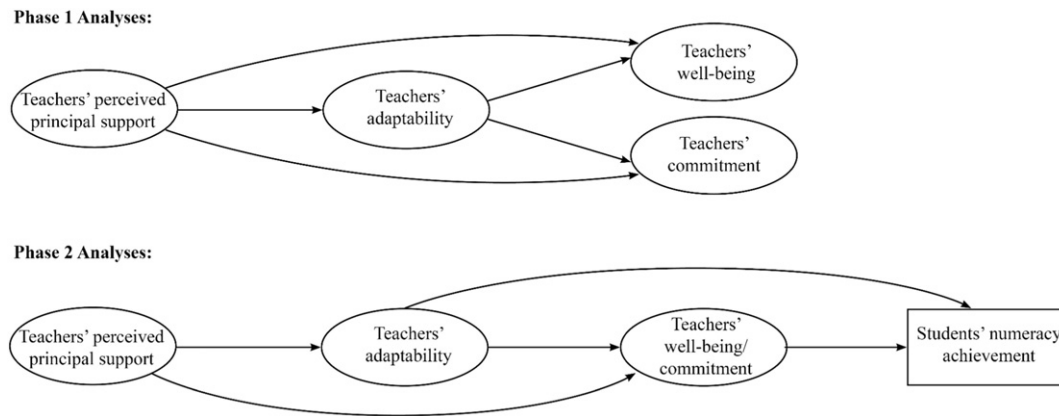 Phase 1 Analyses:
Teachers’ perceived
principal support
Teachers’
adaptability
Teachers’
well-being
Teachers’
commitment
Phase 2 Analyses:
Teachers’ perceived
principal support
Teachers’
adaptability
Teachers’
well-being/
commitment
Students’ numeracy
achievement